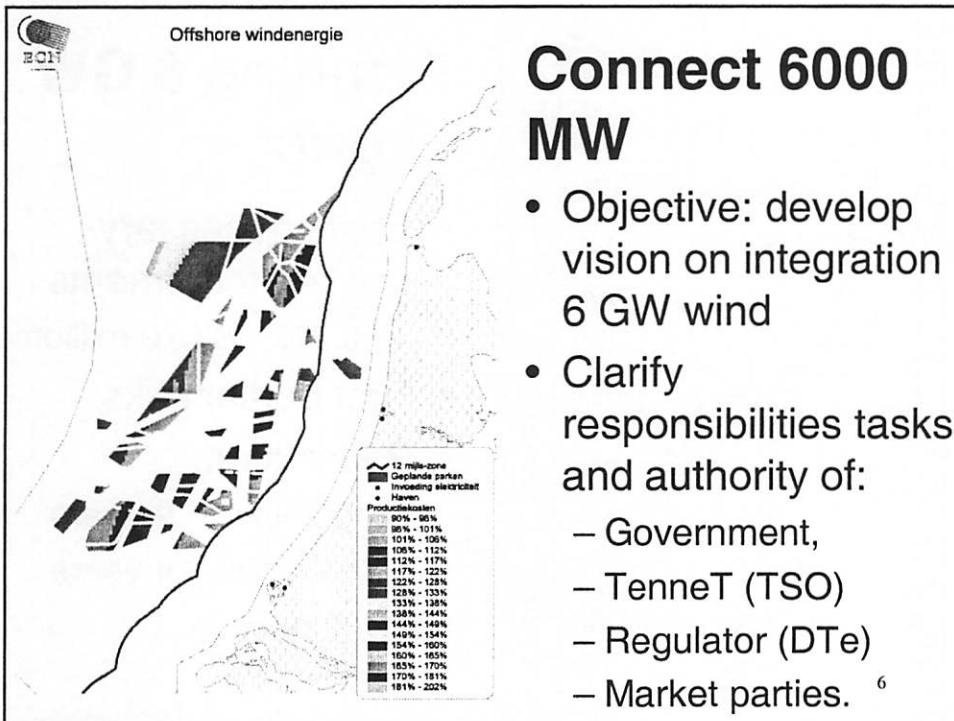 ECN
Offshore windenergie
12 mijls-zone
Geplande parken
Invoeding elektriciteit
Haven
Productiekosten
90% - 96%
96% - 101%
101% - 106%
106% - 112%
112% - 117%
117% - 122%
122% - 128%
128% - 133%
133% - 138%
138% - 144%
144% - 149%
149% - 154%
154% - 160%
160% - 165%
165% - 170%
170% - 181%
181% - 202%
Connect 6000
MW
• Objective: develop
vision on integration
6 GW wind
• Clarify
responsibilities tasks
and authority of:
– Government,
– TenneT (TSO)
– Regulator (DTe)
– Market parties.
6